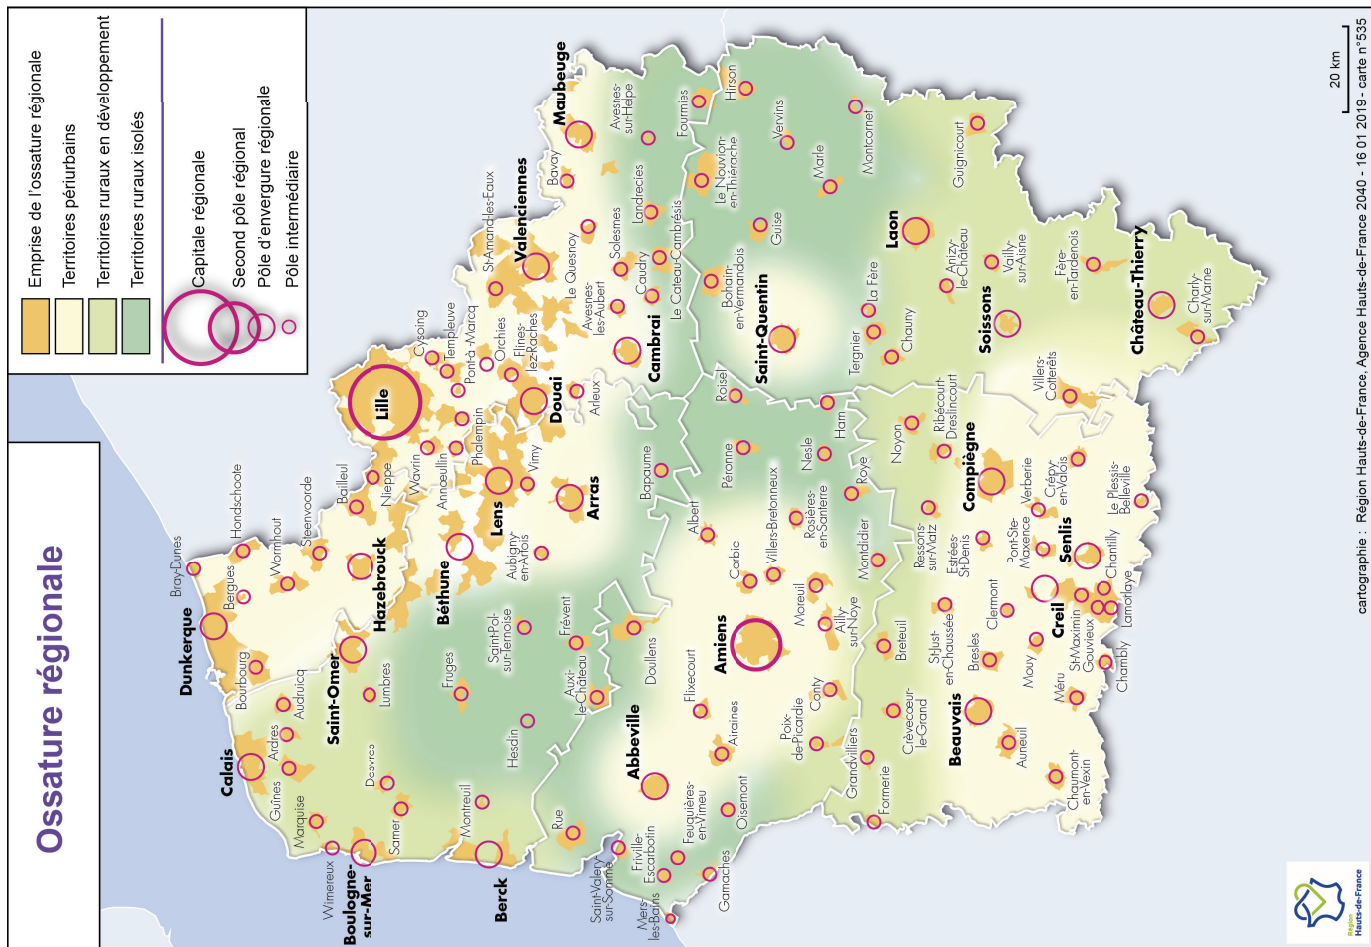 Ossature régionale
Emprise de l'ossature régionale
Territoires périurbains
Territoires ruraux en développement
Territoires ruraux isolés
Capitale régionale
Second pôle régional
Pôle d'envergure régionale
Pôle intermédiaire
Bray-Dunes
Dunkerque
Hondschoote
Bergues
Wormhout
Steenvoorde
Bourbourg
Calais
Audruicq
Ardres
Guînes
Marquise
Wimereux
Boulogne-
sur-Mer
Saint-Omer
Hazebrouck
Bailleul
Nieppe
Lumbres
Desvres
Samer
Lille
Cysoing
Templeuve
Pont-à-Marcq
Orchies
Flines-
lez-Raches
Wavrin
Annœullin
Phalempin
Béthune
Lens
Vimy
Douai
Arleux
St-Amand-les-Eaux
Valenciennes
Bavay
Maubeuge
Le Quesnoy
Avesnes-
sur-Helpe
Landrecies
Solesmes
Caudry
Le Cateau-Cambrésis
Avesnes-
les-Aubert
Cambrai
Fourmies
Hirson
Arras
Aubigny-
en-Artois
Bapaume
Fruges
Saint-Pol-
sur-Ternoise
Frévent
Auxi-
le-Château
Hesdin
Montreuil
Berck
Rue
Saint-Valery-
sur-Somme
Friville-
Escarbotin
Mers-
les-Bains
Feuquières-
en-Vimeu
Gamaches
Oisemont
Abbeville
Doullens
Flixecourt
Airaines
Amiens
Corbie
Albert
Villers-Bretonneux
Rosières-
en-Santerre
Moreuil
Ailly-
sur-Noye
Conty
Poix-
de-Picardie
Péronne
Roisel
Nesle
Ham
Roye
Montdidier
Saint-Quentin
Bohain-
en-Vermandois
Guise
Le Nouvion-
en-Thiérache
Vervins
Marle
Montcornet
La Fère
Tergnier
Chauny
Laon
Anizy-
le-Château
Vailly-
sur-Aisne
Guignicourt
Soissons
Fère-
en-Tardenois
Château-Thierry
Charly-
sur-Marne
Villers-
Cotterêts
Grandvilliers
Formerie
Crèvecœur-
le-Grand
Breteuil
St-Just-
en-Chaussée
Beauvais
Auneuil
Bresles
Clermont
Mouy
Méru
Chaumont-
en-Vexin
Chambly
St-Maximin
Gouvieux
Creil
Lamorlaye
Chantilly
Senlis
Pont-Ste-
Maxence
Verberie
Crépy-
en-Valois
Le Plessis-
Belleville
Compiègne
Estrées-
St-Denis
Ressons-
sur-Matz
Noyon
Ribécourt-
Dreslincourt
20 km
cartographie : Région Hauts-de-France, Agence Hauts-de-France 2040 - 16 01 2019 - carte n°535
Région
Hauts-de-France